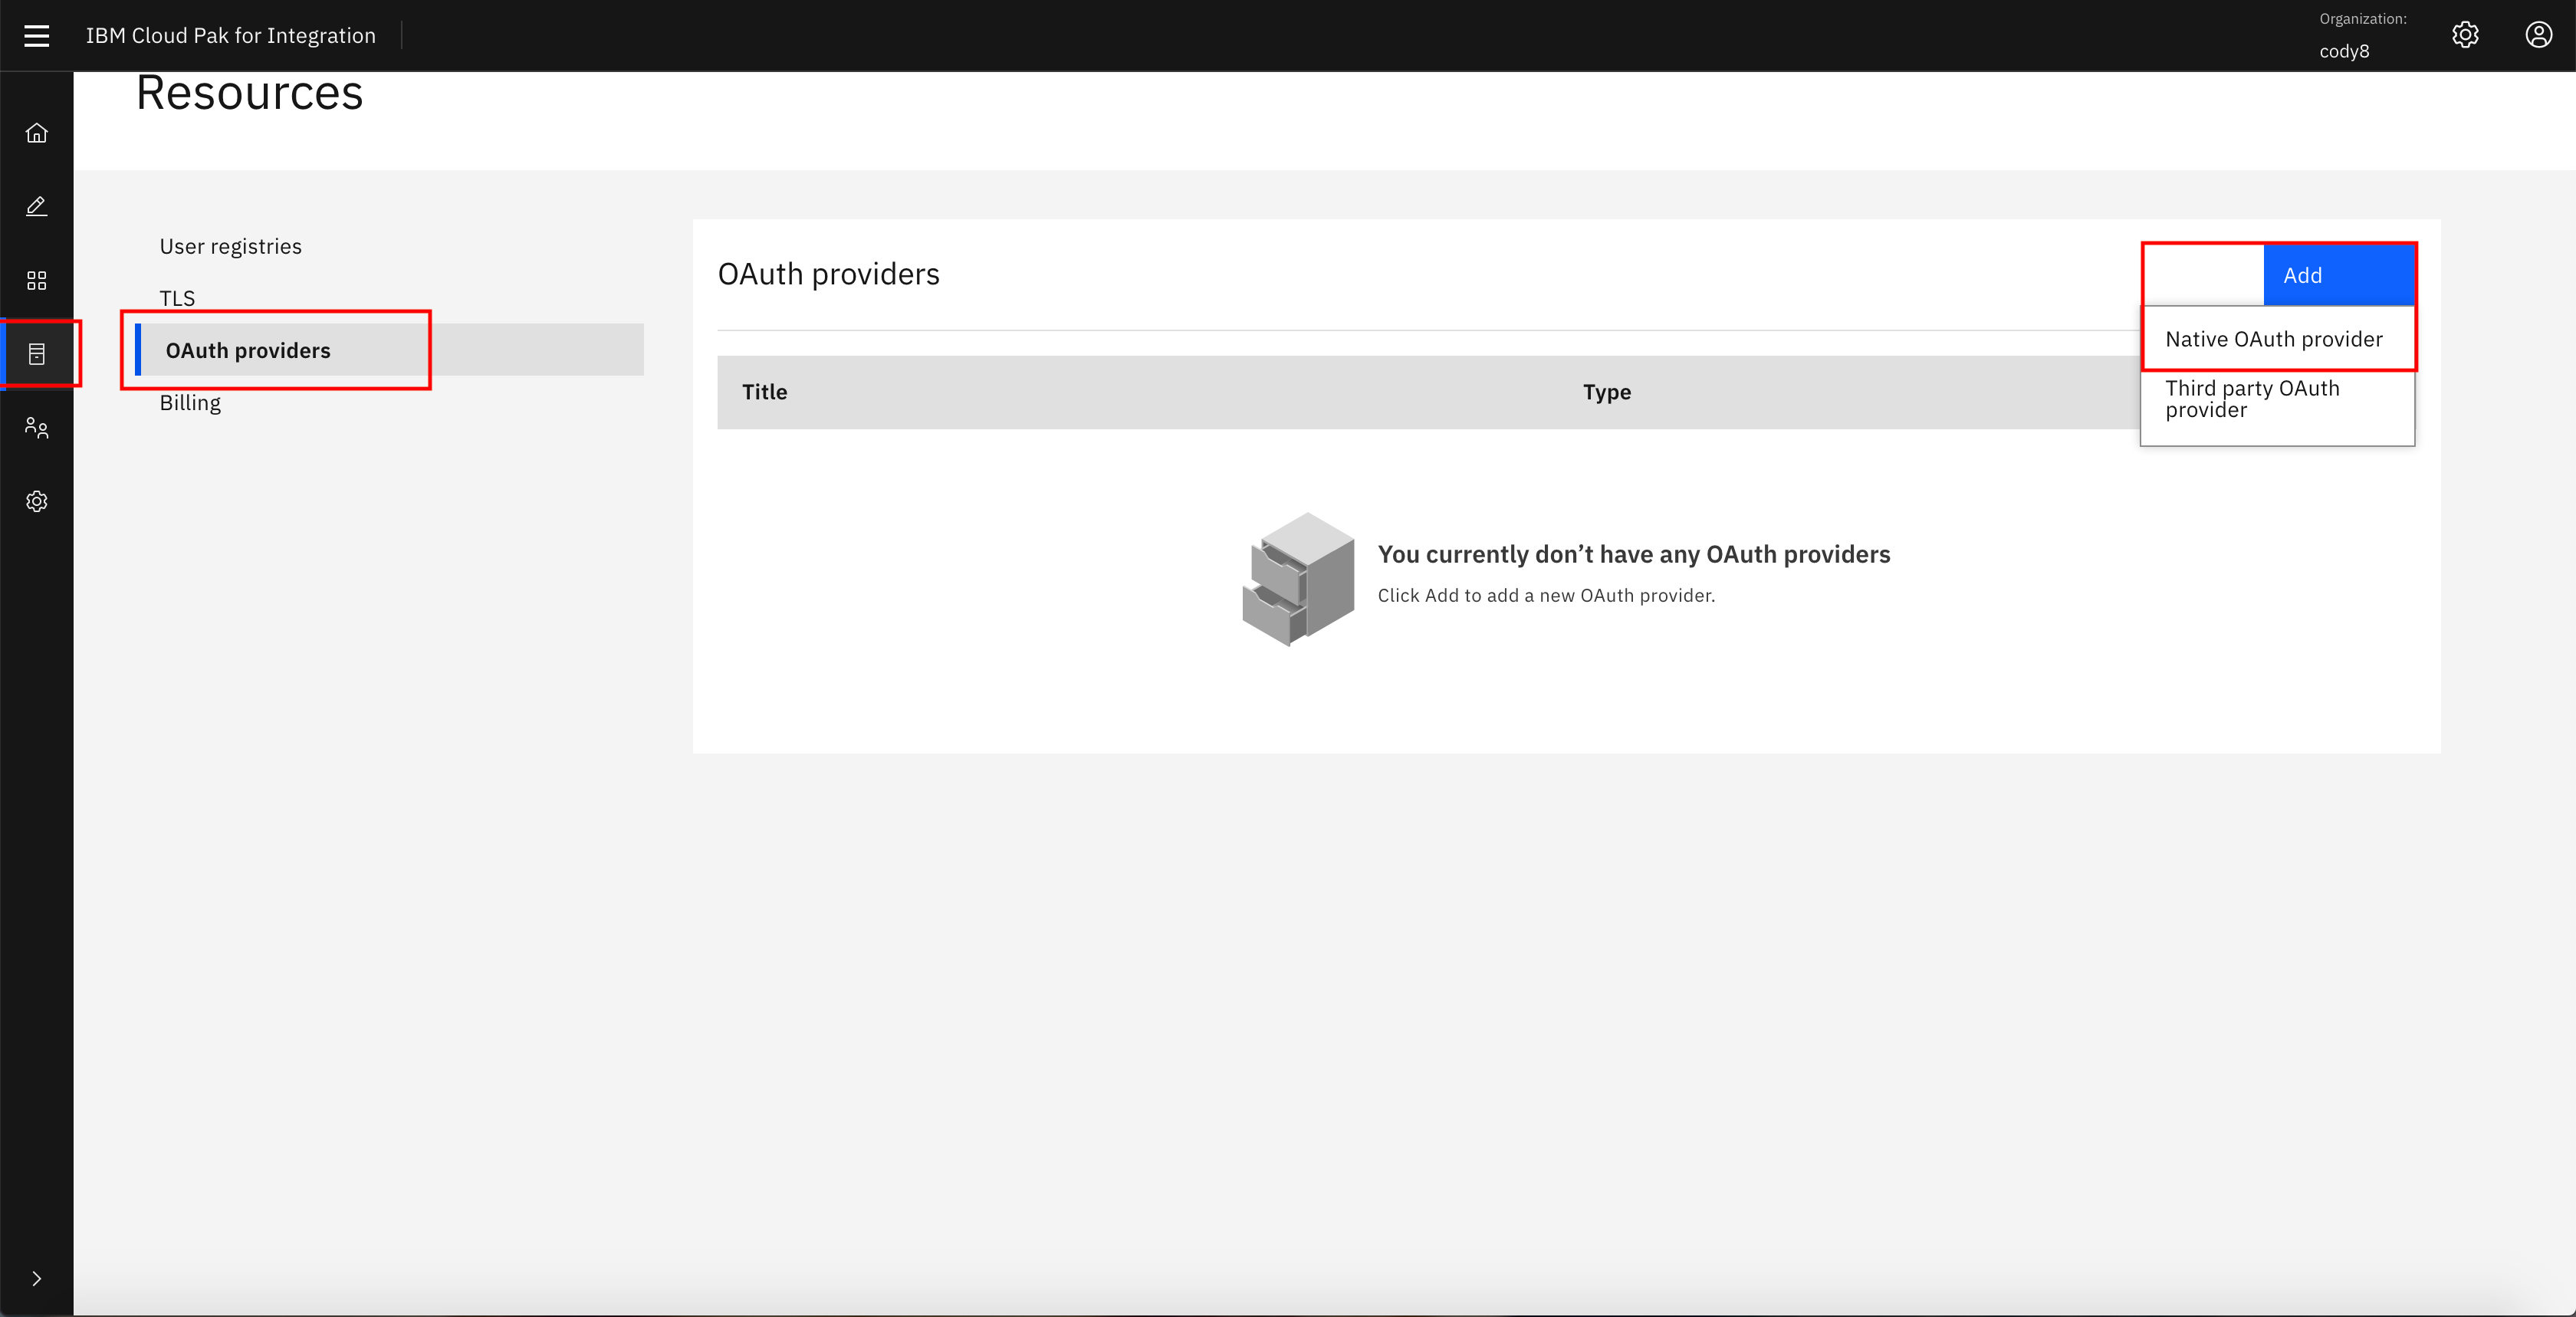 IBM Cloud Pak for Integration
Organization:
cody8
Resources
User registries
TLS
OAuth providers
Billing
OAuth providers
Add
Native OAuth provider
Third party OAuth
provider
Title
Type
You currently don’t have any OAuth providers
Click Add to add a new OAuth provider.